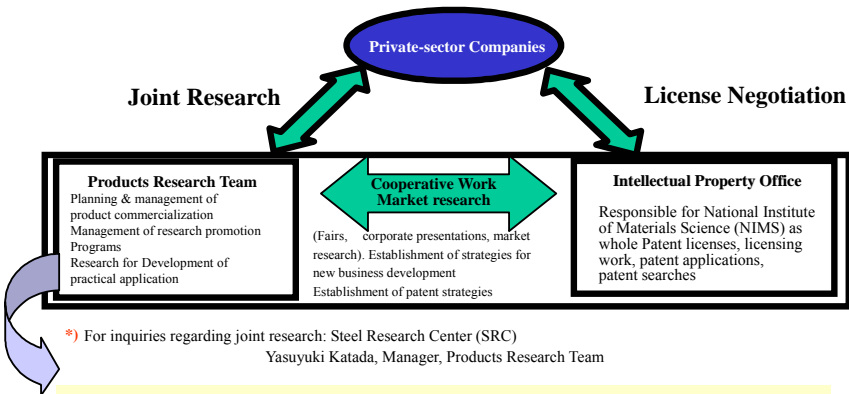 Private-sector Companies
Joint Research
License Negotiation
Products Research Team
Planning & management of
product commercialization
Management of research promotion
Programs
Research for Development of
practical application
Cooperative Work
Market research
(Fairs, corporate presentations, market
research). Establishment of strategies for
new business development
Establishment of patent strategies
Intellectual Property Office
Responsible for National Institute
of Materials Science (NIMS) as
whole Patent licenses, licensing
work, patent applications,
patent searches
*) For inquiries regarding joint research: Steel Research Center (SRC)
Yasuyuki Katada, Manager, Products Research Team